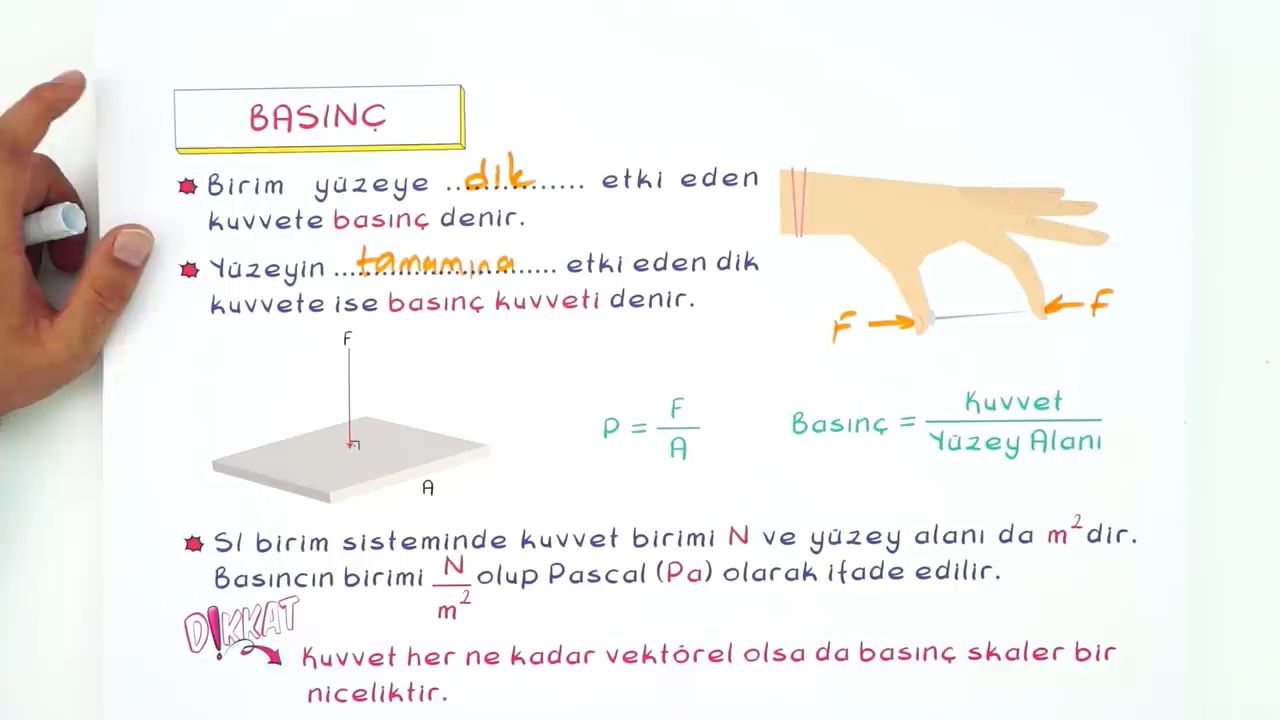 BASINÇ
Birim yüzeye ...dik... etki eden
kuvvete basınç denir.
Yüzeyin ...tamamına... etki eden dik
kuvvete ise basınç kuvveti denir.
F
F
F
A
P = F / A
Basınç = Kuvvet / Yüzey Alanı
SI birim sisteminde kuvvet birimi N ve yüzey alanı da m² dir.
Basıncın birimi N / m² olup Pascal (Pa) olarak ifade edilir.
DİKKAT
Kuvvet her ne kadar vektörel olsa da basınç skaler bir
niceliktir.